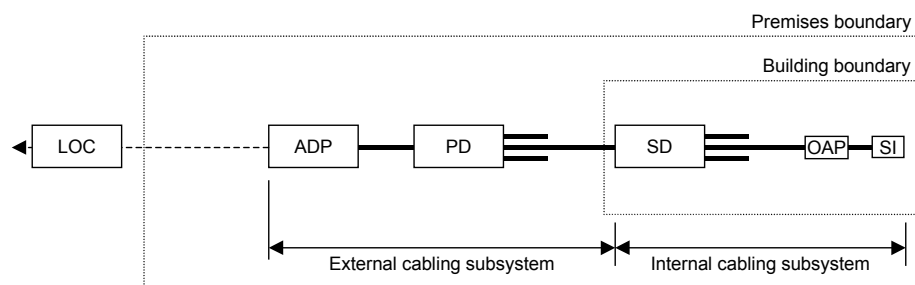 Premises boundary
Building boundary
LOC
ADP
PD
SD
OAP
SI
External cabling subsystem
Internal cabling subsystem